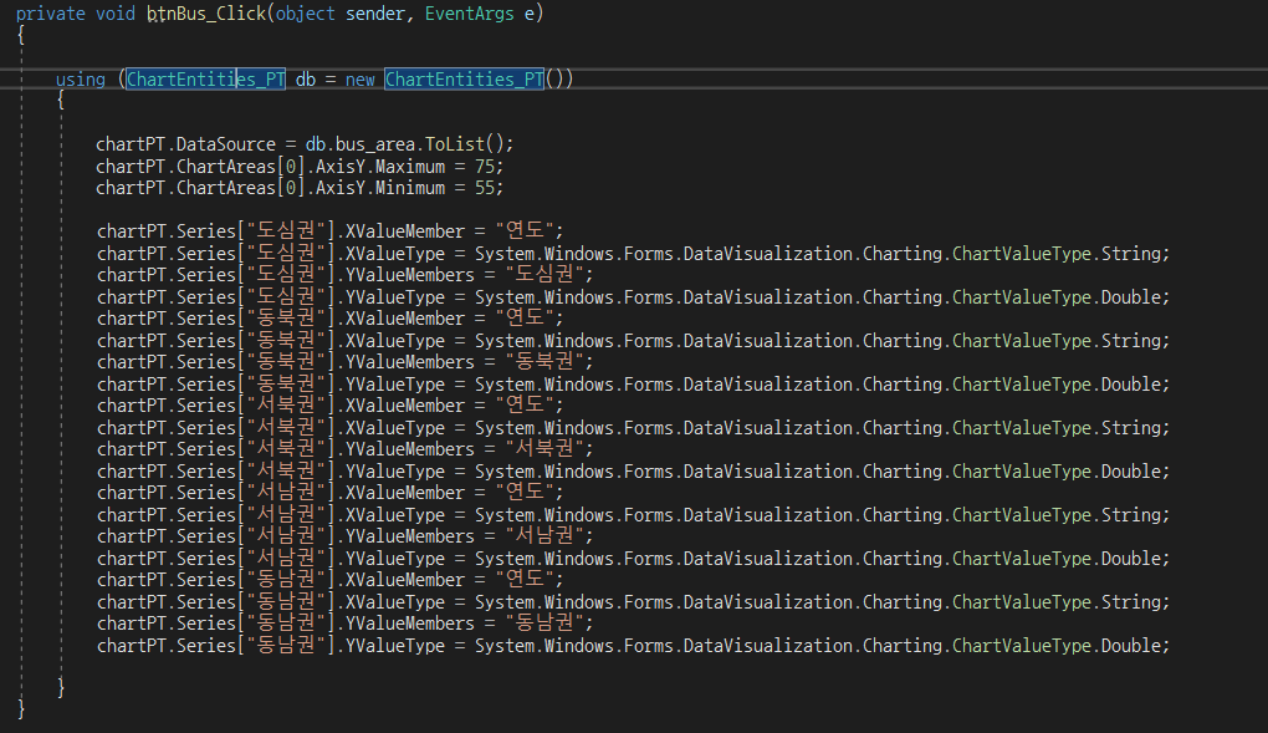 private void btnBus_Click(object sender, EventArgs e)
{
using (ChartEntities_PT db = new ChartEntities_PT())
{
chartPT.DataSource = db.bus_area.ToList();
chartPT.ChartAreas[0].AxisY.Maximum = 75;
chartPT.ChartAreas[0].AxisY.Minimum = 55;
chartPT.Series["도심권"].XValueMember = "연도";
chartPT.Series["도심권"].XValueType = System.Windows.Forms.DataVisualization.Charting.ChartValueType.String;
chartPT.Series["도심권"].YValueMembers = "도심권";
chartPT.Series["도심권"].YValueType = System.Windows.Forms.DataVisualization.Charting.ChartValueType.Double;
chartPT.Series["동북권"].XValueMember = "연도";
chartPT.Series["동북권"].XValueType = System.Windows.Forms.DataVisualization.Charting.ChartValueType.String;
chartPT.Series["동북권"].YValueMembers = "동북권";
chartPT.Series["동북권"].YValueType = System.Windows.Forms.DataVisualization.Charting.ChartValueType.Double;
chartPT.Series["서북권"].XValueMember = "연도";
chartPT.Series["서북권"].XValueType = System.Windows.Forms.DataVisualization.Charting.ChartValueType.String;
chartPT.Series["서북권"].YValueMembers = "서북권";
chartPT.Series["서북권"].YValueType = System.Windows.Forms.DataVisualization.Charting.ChartValueType.Double;
chartPT.Series["서남권"].XValueMember = "연도";
chartPT.Series["서남권"].XValueType = System.Windows.Forms.DataVisualization.Charting.ChartValueType.String;
chartPT.Series["서남권"].YValueMembers = "서남권";
chartPT.Series["서남권"].YValueType = System.Windows.Forms.DataVisualization.Charting.ChartValueType.Double;
chartPT.Series["동남권"].XValueMember = "연도";
chartPT.Series["동남권"].XValueType = System.Windows.Forms.DataVisualization.Charting.ChartValueType.String;
chartPT.Series["동남권"].YValueMembers = "동남권";
chartPT.Series["동남권"].YValueType = System.Windows.Forms.DataVisualization.Charting.ChartValueType.Double;
}
}